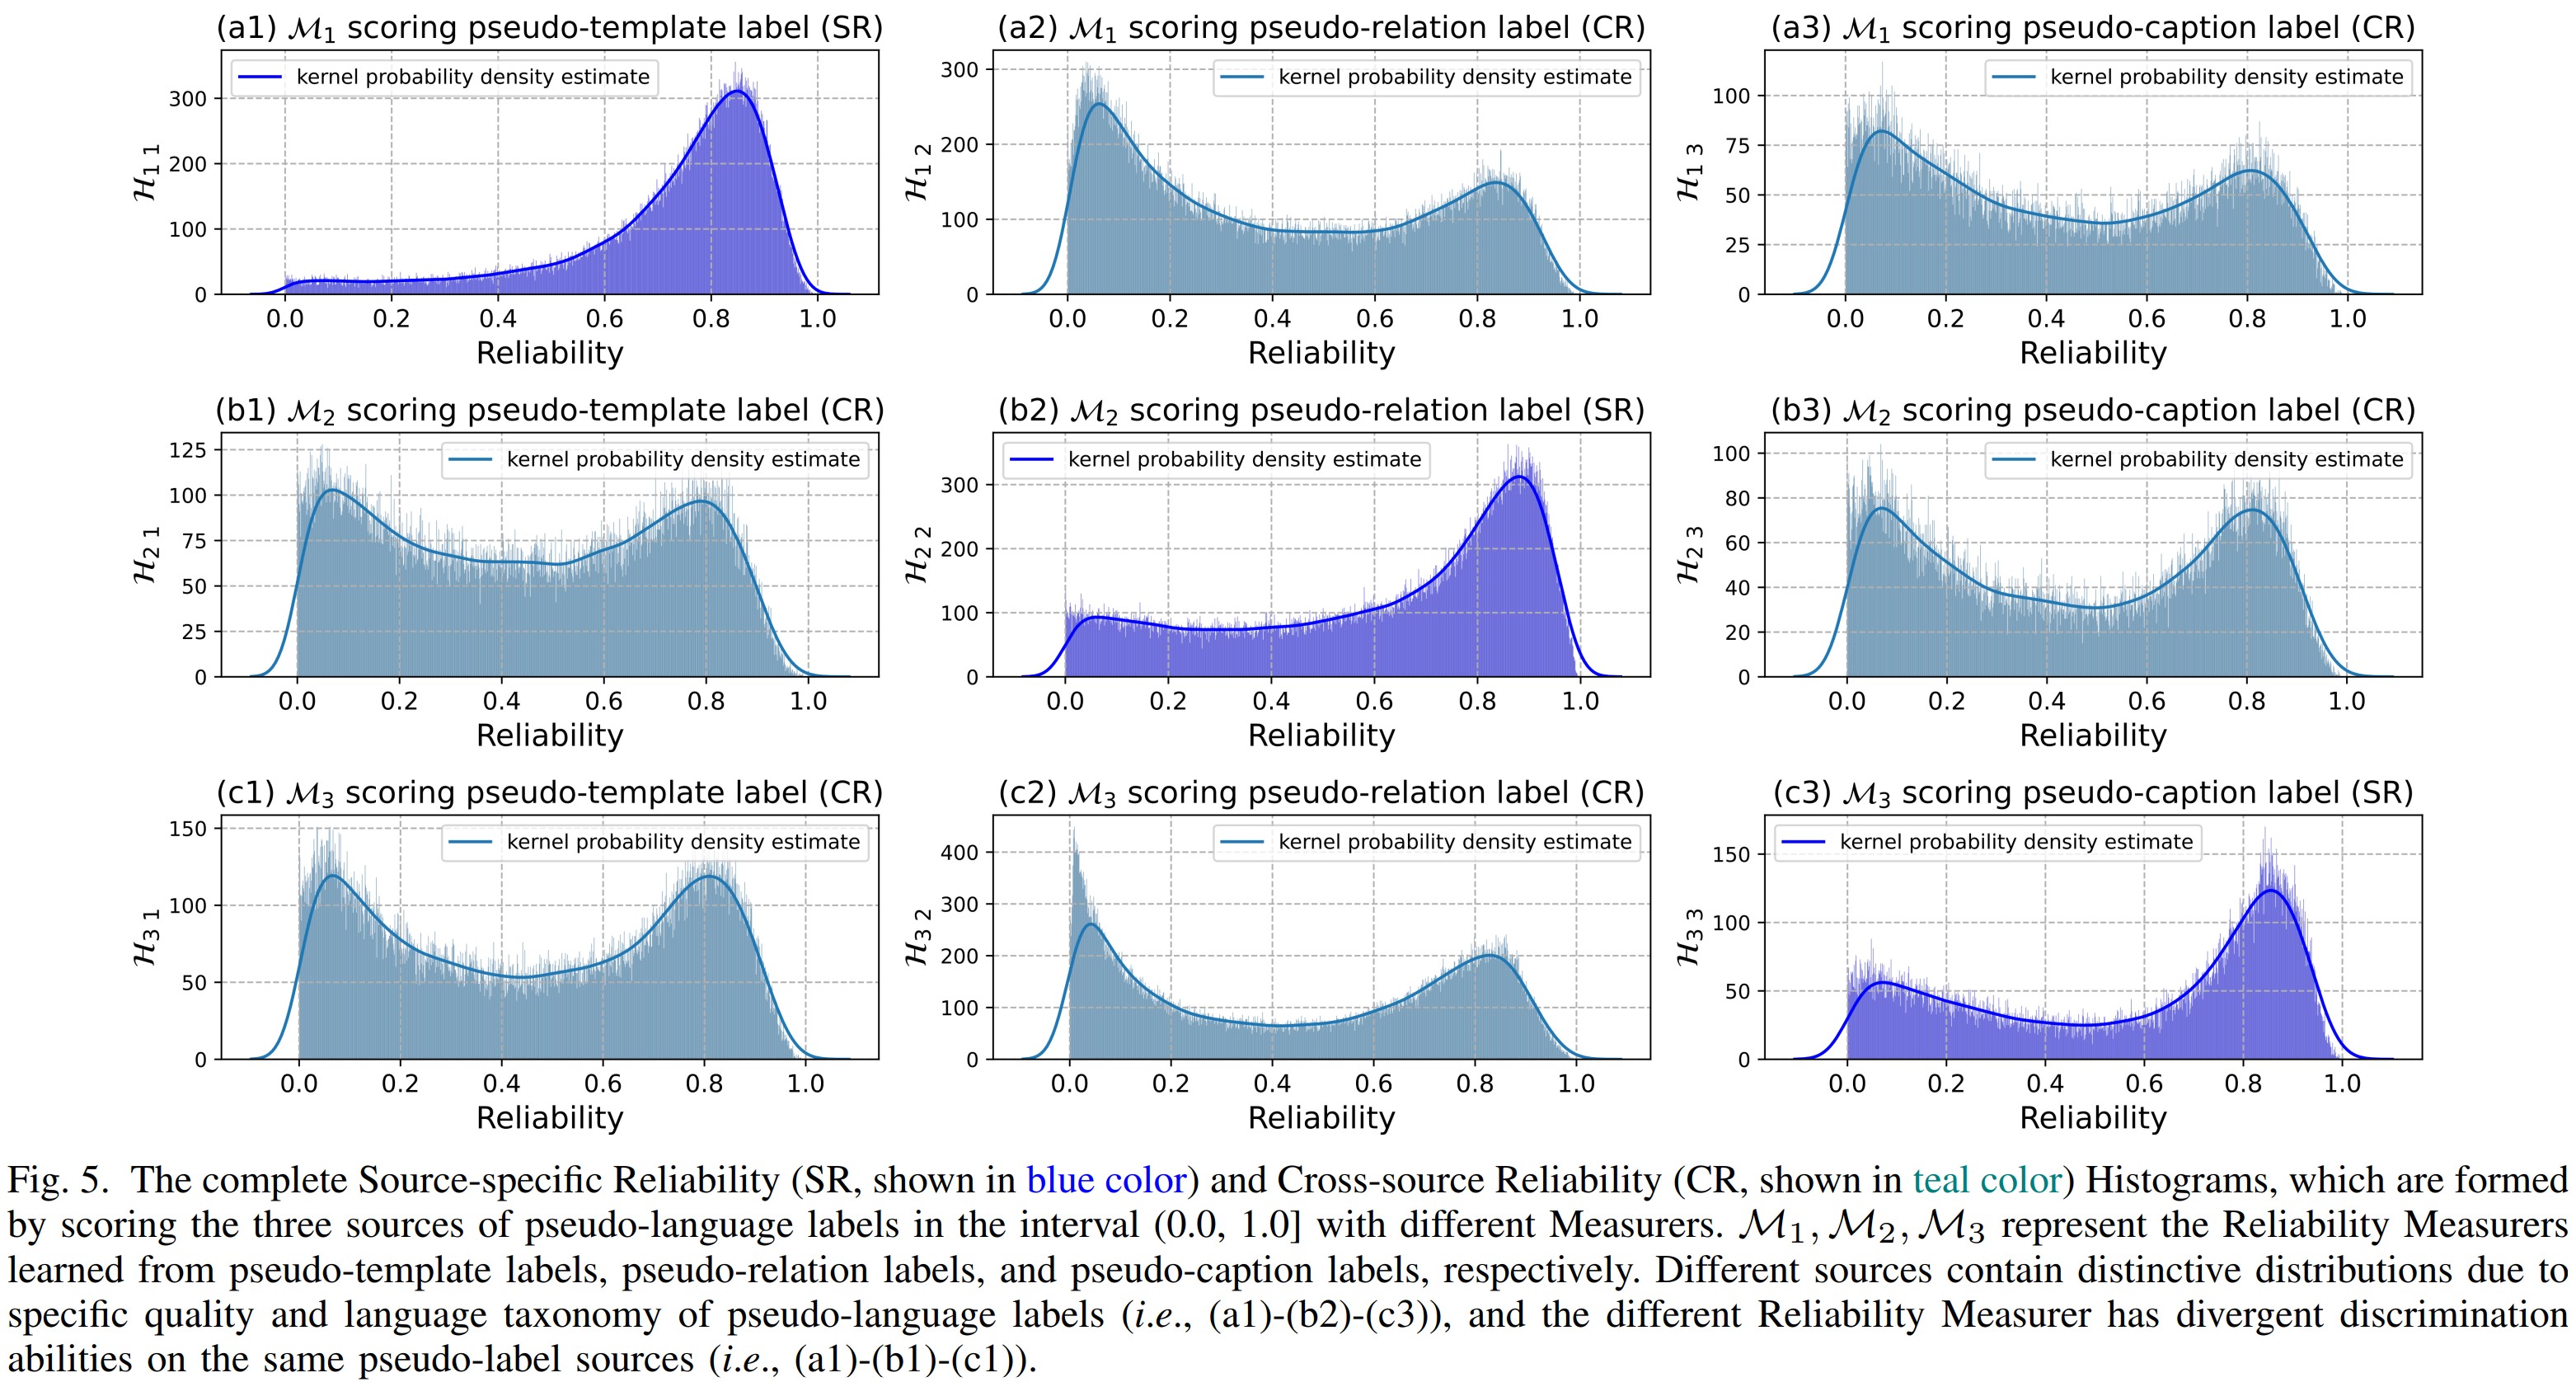 (a1) ℳ₁ scoring pseudo-template label (SR)
kernel probability density estimate
ℋ₁ ₁
300
200
100
0
0.0 0.2 0.4 0.6 0.8 1.0
Reliability
(a2) ℳ₁ scoring pseudo-relation label (CR)
kernel probability density estimate
ℋ₁ ₂
300
200
100
0
0.0 0.2 0.4 0.6 0.8 1.0
Reliability
(a3) ℳ₁ scoring pseudo-caption label (CR)
kernel probability density estimate
ℋ₁ ₃
100
75
50
25
0
0.0 0.2 0.4 0.6 0.8 1.0
Reliability
(b1) ℳ₂ scoring pseudo-template label (CR)
kernel probability density estimate
ℋ₂ ₁
125
100
75
50
25
0
0.0 0.2 0.4 0.6 0.8 1.0
Reliability
(b2) ℳ₂ scoring pseudo-relation label (SR)
kernel probability density estimate
ℋ₂ ₂
300
200
100
0
0.0 0.2 0.4 0.6 0.8 1.0
Reliability
(b3) ℳ₂ scoring pseudo-caption label (CR)
kernel probability density estimate
ℋ₂ ₃
100
80
60
40
20
0
0.0 0.2 0.4 0.6 0.8 1.0
Reliability
(c1) ℳ₃ scoring pseudo-template label (CR)
kernel probability density estimate
ℋ₃ ₁
150
100
50
0
0.0 0.2 0.4 0.6 0.8 1.0
Reliability
(c2) ℳ₃ scoring pseudo-relation label (CR)
kernel probability density estimate
ℋ₃ ₂
400
300
200
100
0
0.0 0.2 0.4 0.6 0.8 1.0
Reliability
(c3) ℳ₃ scoring pseudo-caption label (SR)
kernel probability density estimate
ℋ₃ ₃
150
100
50
0
0.0 0.2 0.4 0.6 0.8 1.0
Reliability
Fig. 5. The complete Source-specific Reliability (SR, shown in blue color) and Cross-source Reliability (CR, shown in teal color) Histograms, which are formed
by scoring the three sources of pseudo-language labels in the interval (0.0, 1.0] with different Measurers. ℳ₁, ℳ₂, ℳ₃ represent the Reliability Measurers
learned from pseudo-template labels, pseudo-relation labels, and pseudo-caption labels, respectively. Different sources contain distinctive distributions due to
specific quality and language taxonomy of pseudo-language labels (i.e., (a1)-(b2)-(c3)), and the different Reliability Measurer has divergent discrimination
abilities on the same pseudo-label sources (i.e., (a1)-(b1)-(c1)).